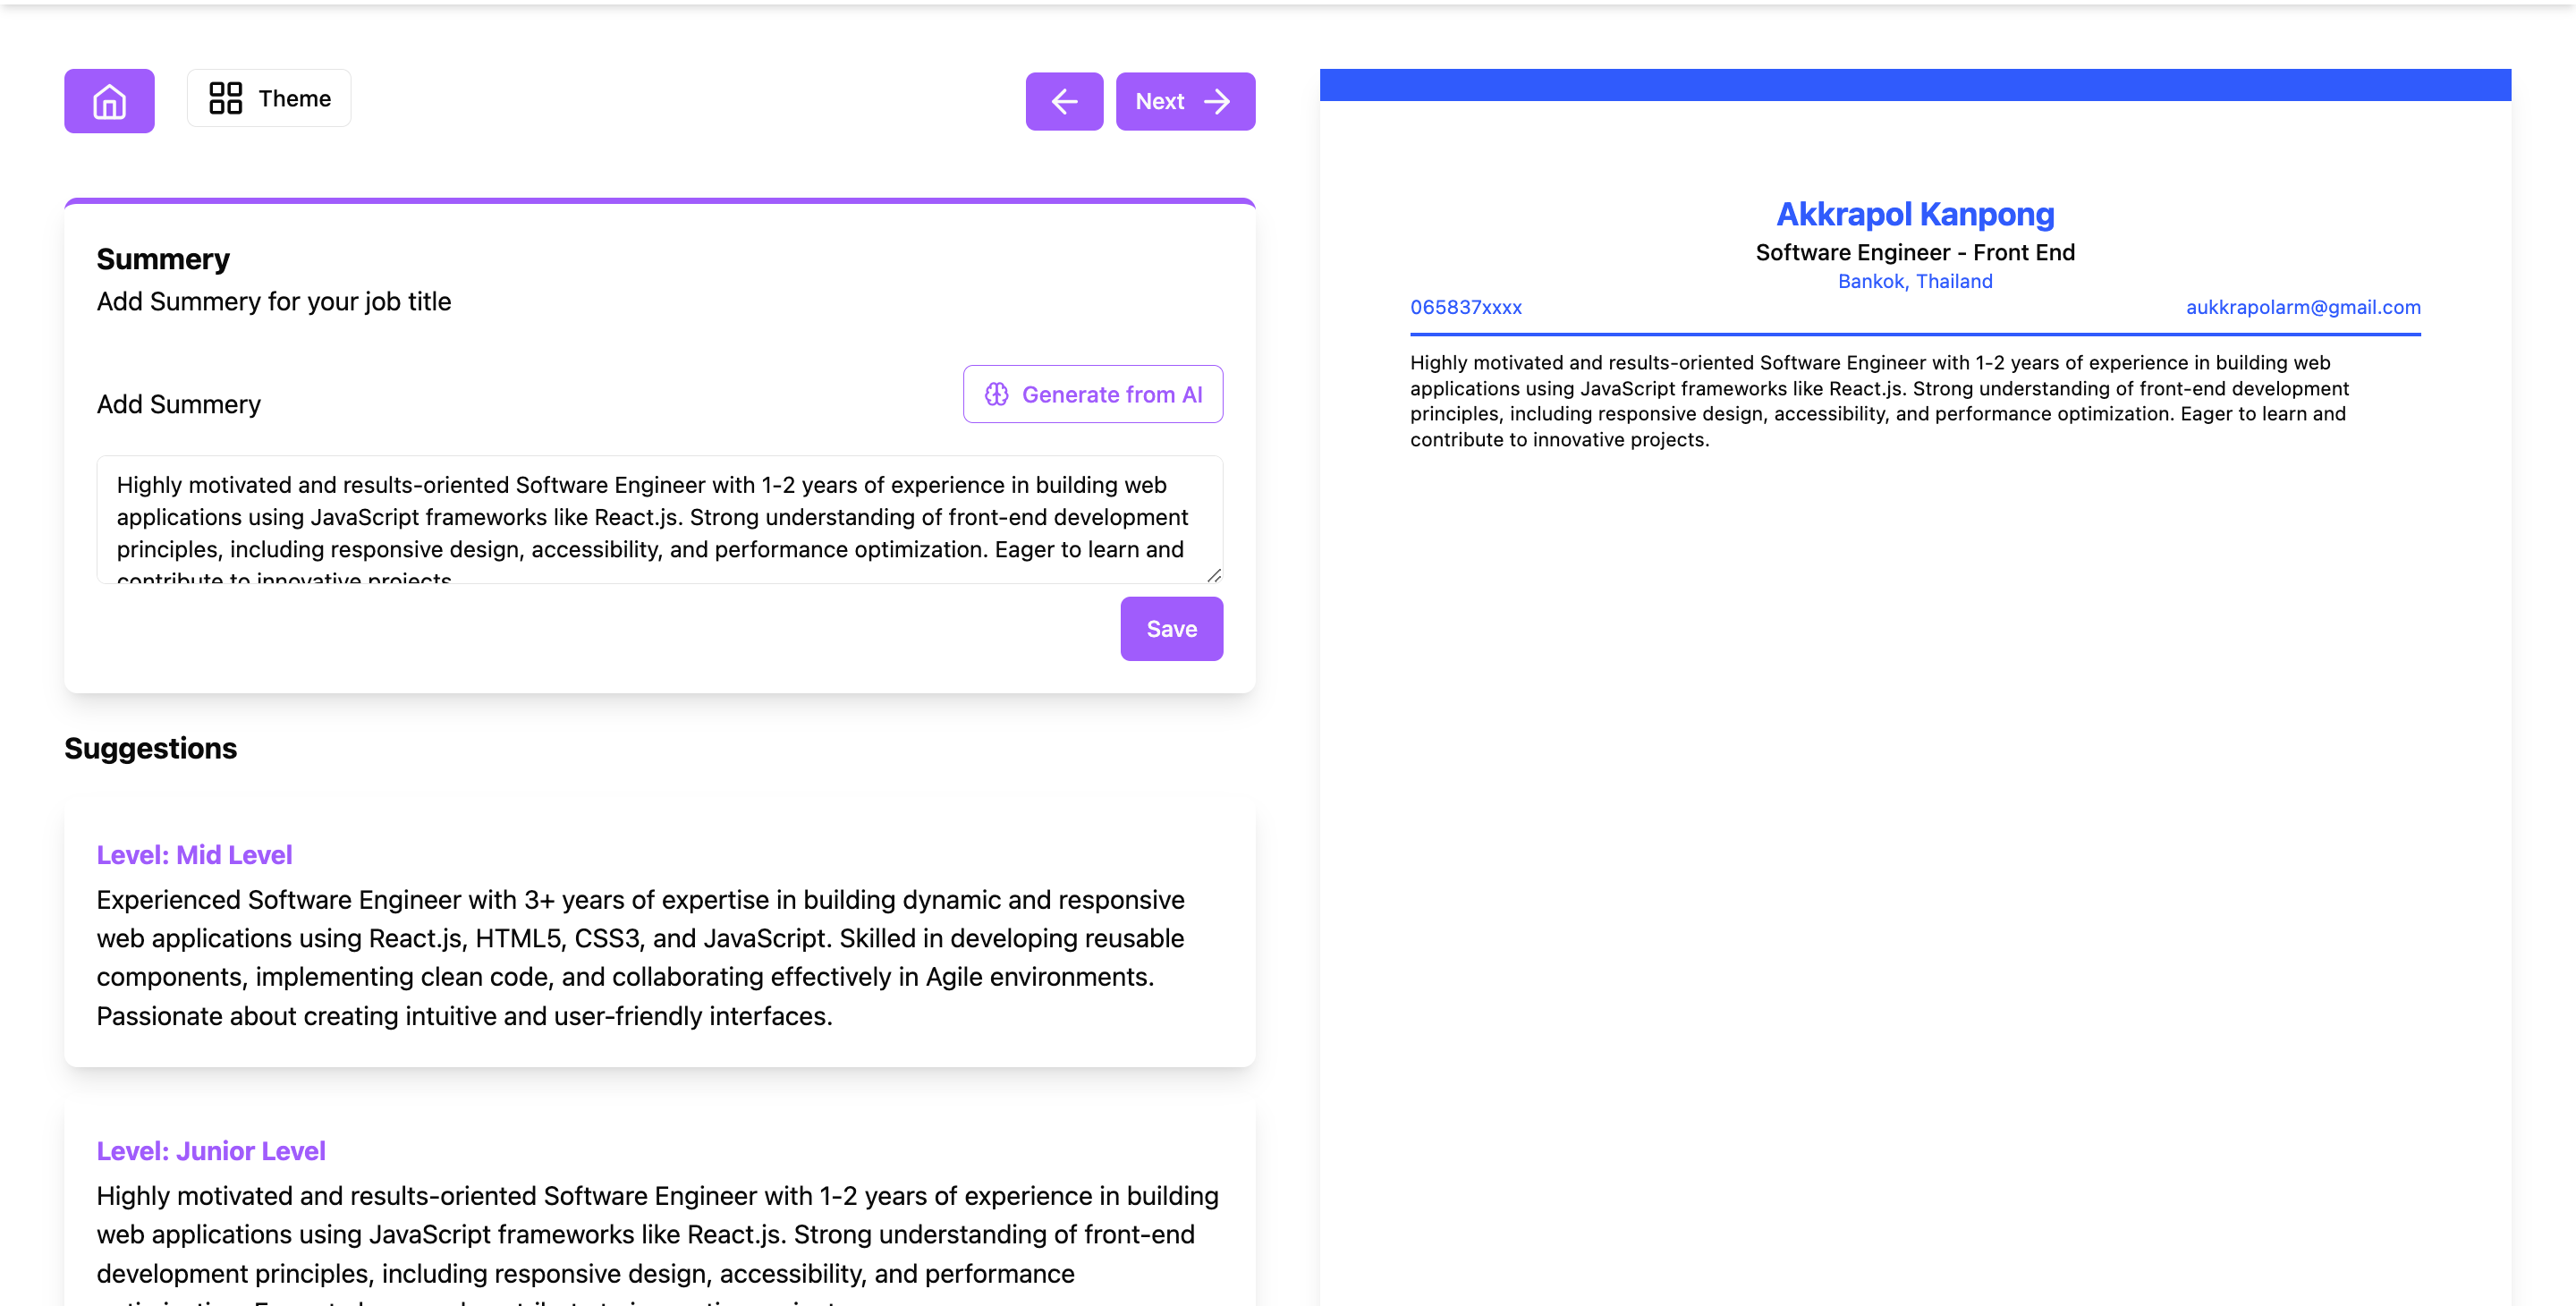 Theme
Next
Summery
Add Summery for your job title
Add Summery
Generate from AI
Highly motivated and results-oriented Software Engineer with 1-2 years of experience in building web
applications using JavaScript frameworks like React.js. Strong understanding of front-end development
principles, including responsive design, accessibility, and performance optimization. Eager to learn and
contribute to innovative projects.
Save
Suggestions
Level: Mid Level
Experienced Software Engineer with 3+ years of expertise in building dynamic and responsive
web applications using React.js, HTML5, CSS3, and JavaScript. Skilled in developing reusable
components, implementing clean code, and collaborating effectively in Agile environments.
Passionate about creating intuitive and user-friendly interfaces.
Level: Junior Level
Highly motivated and results-oriented Software Engineer with 1-2 years of experience in building
web applications using JavaScript frameworks like React.js. Strong understanding of front-end
development principles, including responsive design, accessibility, and performance
Akkrapol Kanpong
Software Engineer - Front End
Bankok, Thailand
065837xxxx
aukkrapolarm@gmail.com
Highly motivated and results-oriented Software Engineer with 1-2 years of experience in building web
applications using JavaScript frameworks like React.js. Strong understanding of front-end development
principles, including responsive design, accessibility, and performance optimization. Eager to learn and
contribute to innovative projects.